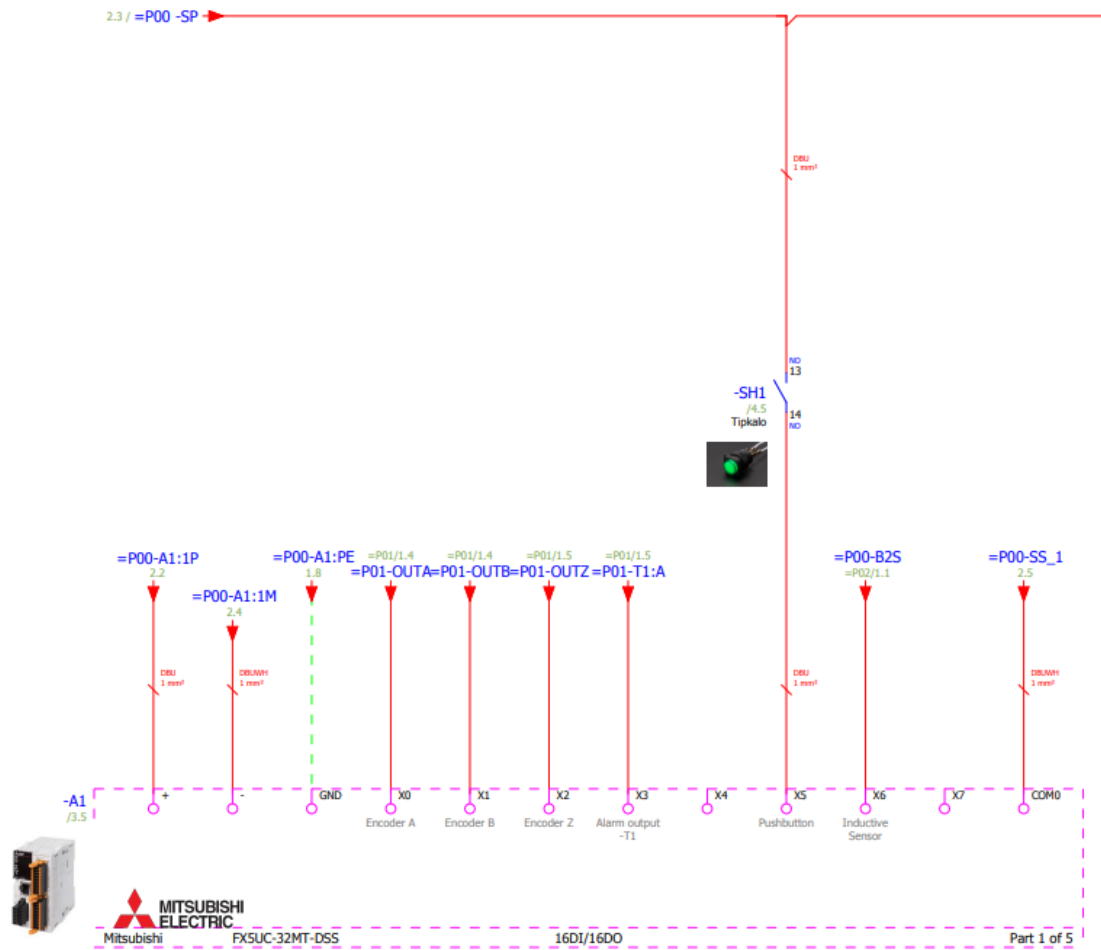 2.3 / =P00 -SP
DBU
1 mm²
NO
13
-SH1
/4.5
Tipkalo
14
NO
=P00-A1:1P
2.2
=P00-A1:1M
2.4
=P00-A1:PE
1.8
=P01/1.4
=P01-OUTA
=P01/1.4
=P01-OUTB
=P01/1.5
=P01-OUTZ
=P01/1.5
=P01-T1:A
=P00-B2S
=P02/1.1
=P00-SS_1
2.5
DBU
1 mm²
DBUWH
1 mm²
DBU
1 mm²
DBUWH
1 mm²
-A1
/3.5
+
-
GND
X0
X1
X2
X3
X4
X5
X6
X7
COM0
Encoder A
Encoder B
Encoder Z
Alarm output
-T1
Pushbutton
Inductive
Sensor
MITSUBISHI
ELECTRIC
Mitsubishi FX5UC-32MT-DSS 16DI/16DO Part 1 of 5